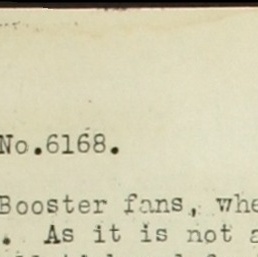 No.6168.
Booster fans, whe
. As it is not a